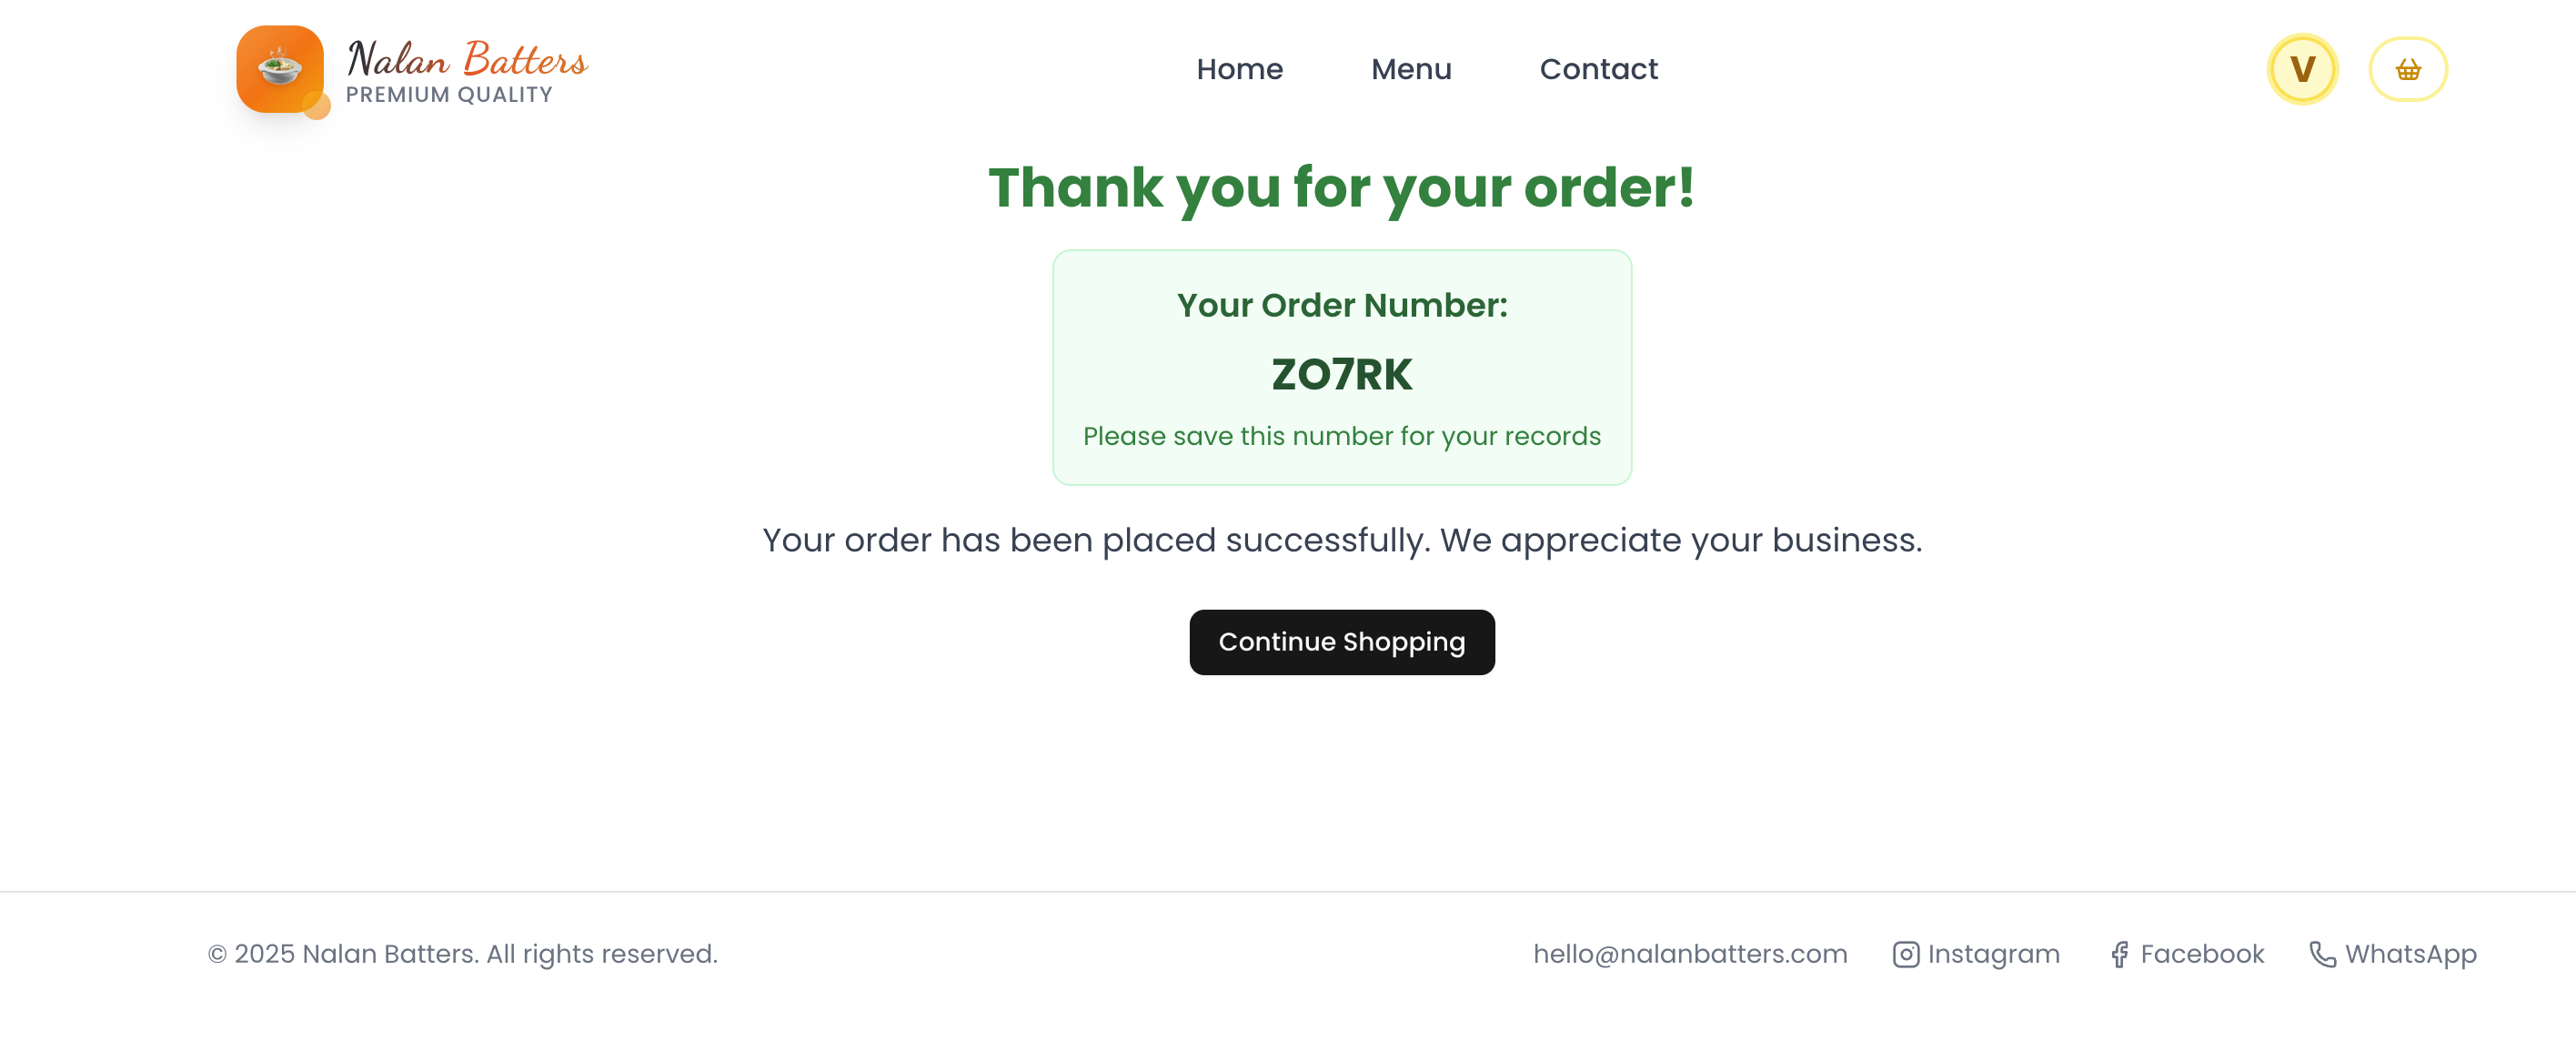 Nalan Batters
PREMIUM QUALITY
Home Menu Contact
V
Thank you for your order!
Your Order Number:
ZO7RK
Please save this number for your records
Your order has been placed successfully. We appreciate your business.
Continue Shopping
© 2025 Nalan Batters. All rights reserved.
hello@nalanbatters.com Instagram Facebook WhatsApp